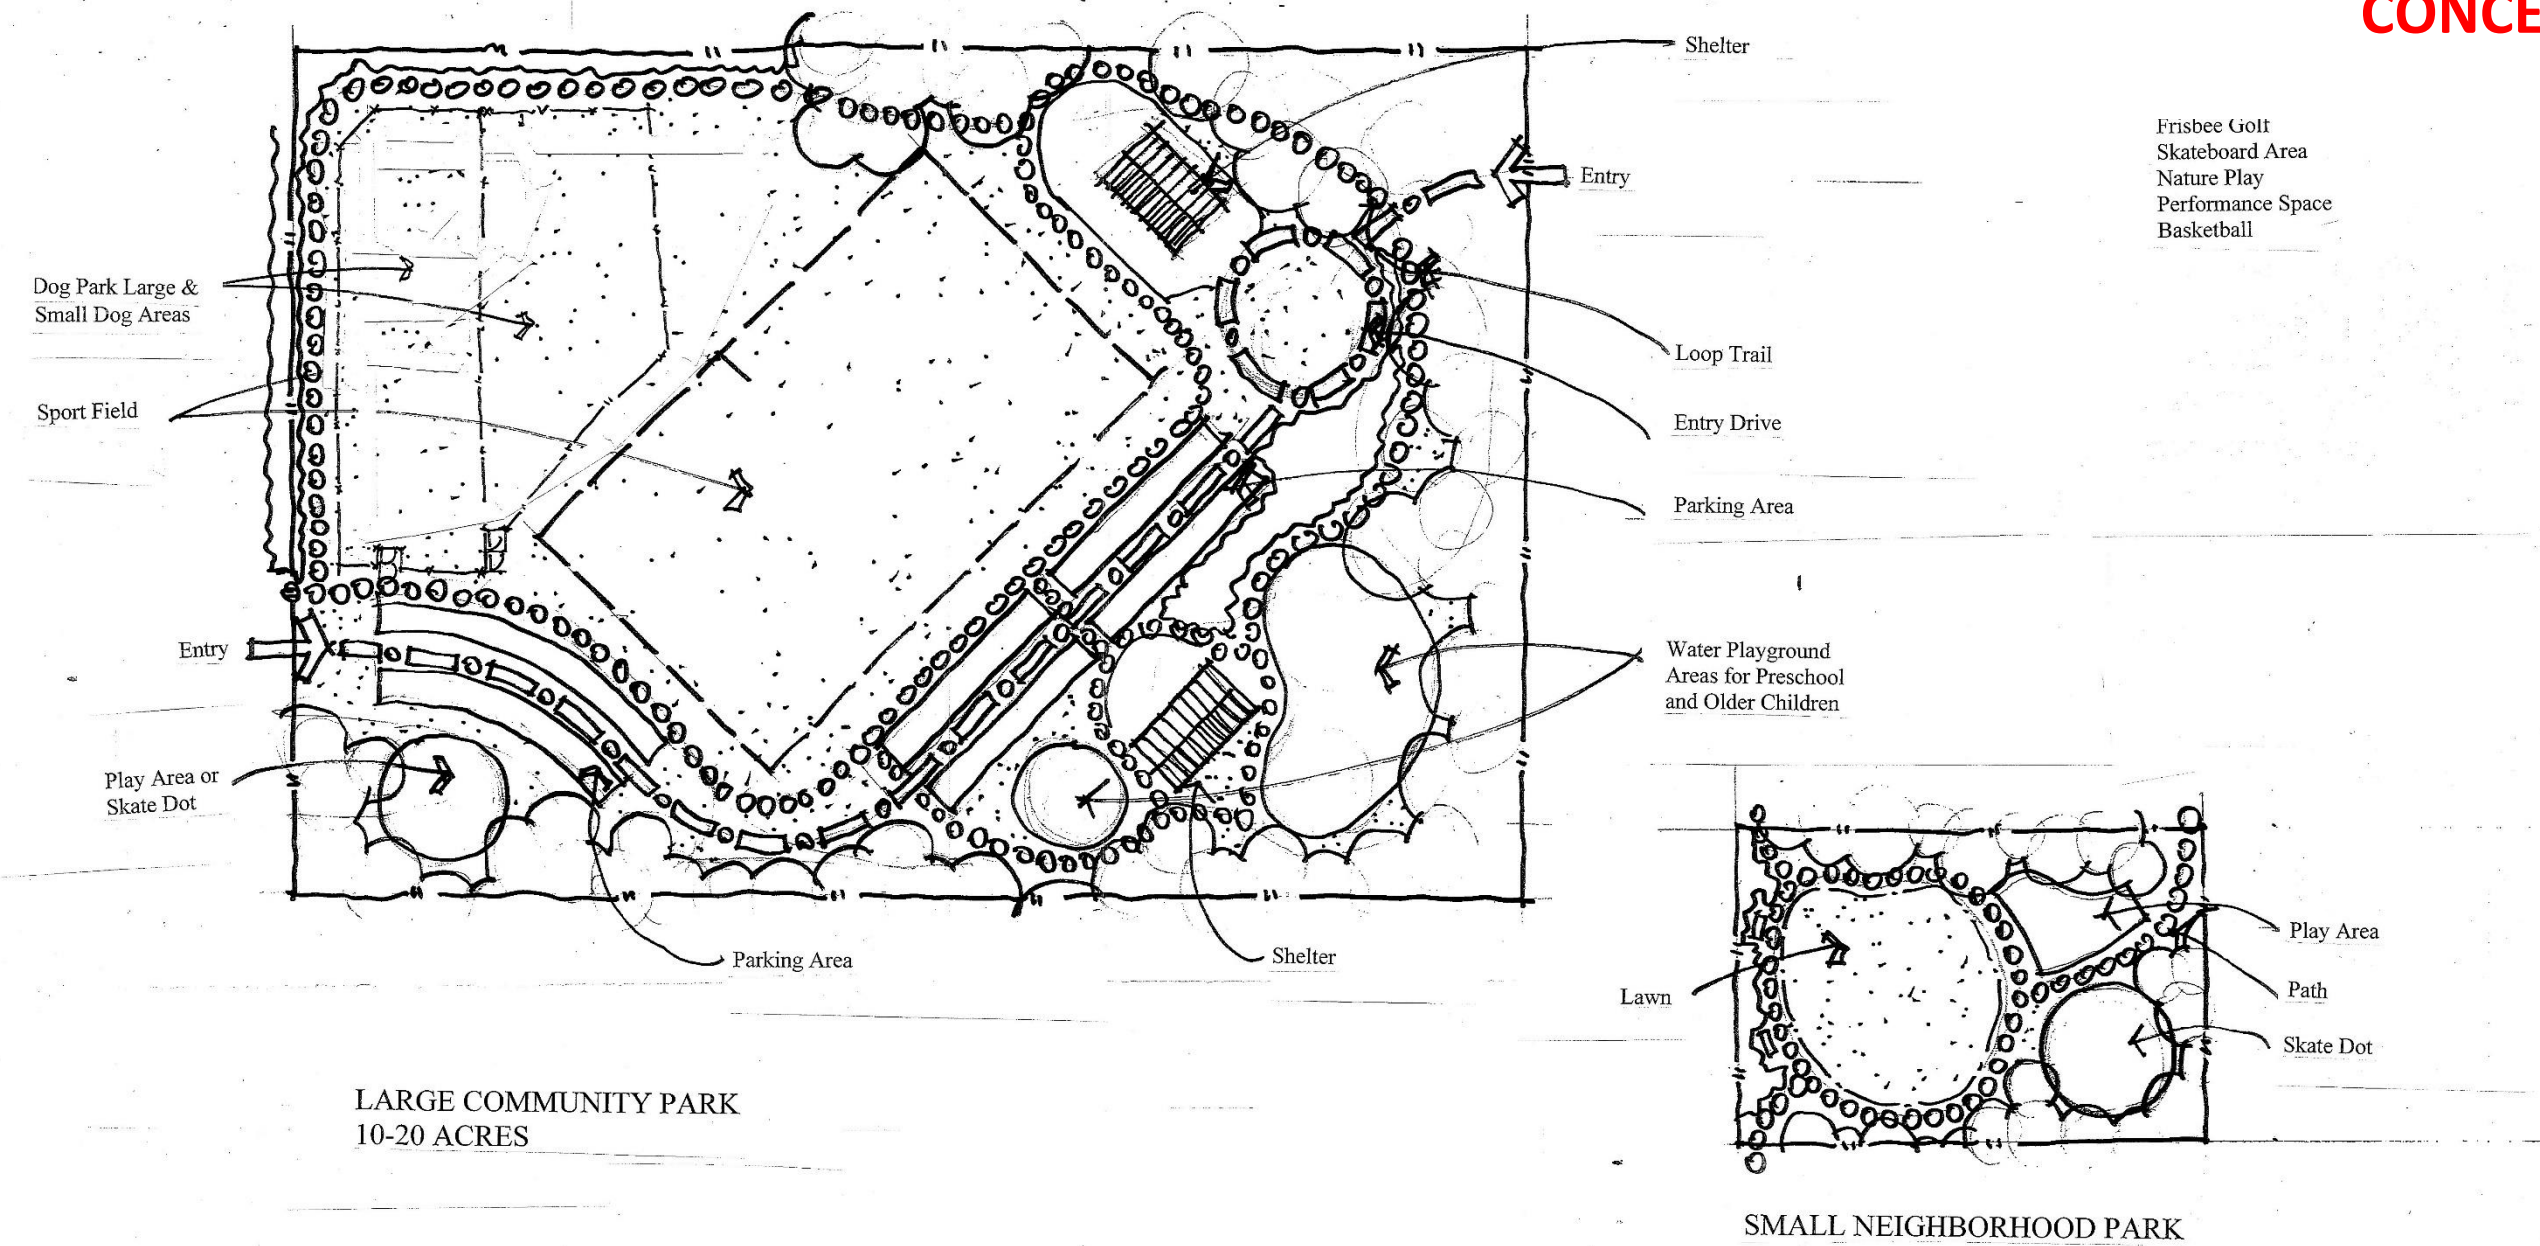 CONCE
Shelter
Frisbee Golf
Skateboard Area
Nature Play
Performance Space
Basketball
Entry
Dog Park Large &
Small Dog Areas
Loop Trail
Sport Field
Entry Drive
Parking Area
Entry
Water Playground
Areas for Preschool
and Older Children
Play Area or
Skate Dot
Parking Area
Shelter
Play Area
Lawn
Path
Skate Dot
LARGE COMMUNITY PARK
10-20 ACRES
SMALL NEIGHBORHOOD PARK